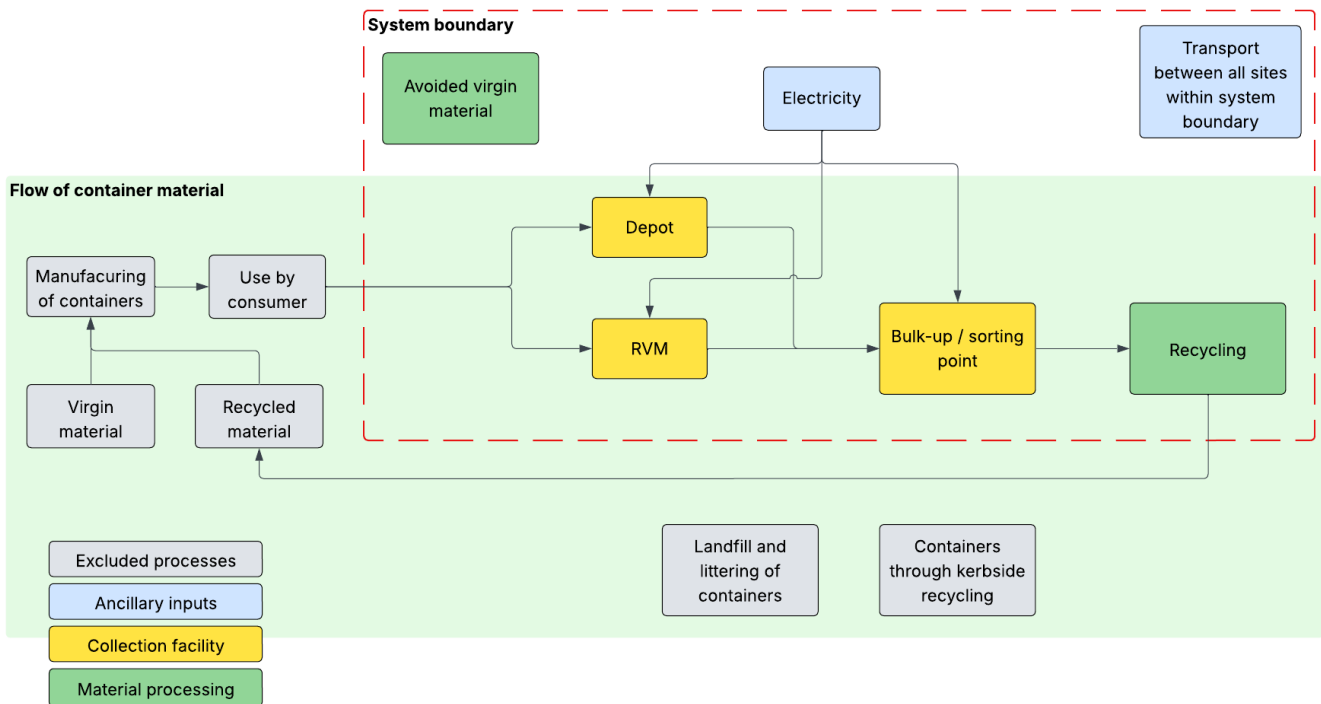 System boundary
Avoided virgin
material
Electricity
Transport
between all sites
within system
boundary
Flow of container material
Depot
Manufacuring
of containers
Use by
consumer
RVM
Bulk-up / sorting
point
Recycling
Virgin
material
Recycled
material
Landfill and
littering of
containers
Containers
through kerbside
recycling
Excluded processes
Ancillary inputs
Collection facility
Material processing